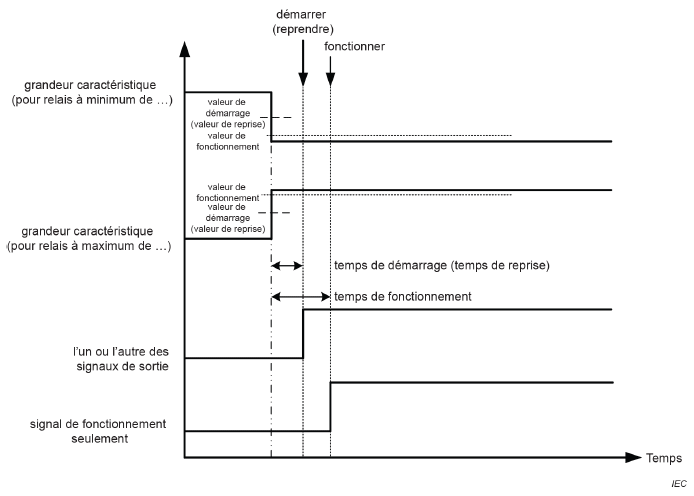 démarrer
(reprendre)
fonctionner
grandeur caractéristique
(pour relais à minimum de …)
valeur de
démarrage
(valeur de reprise)
valeur de
fonctionnement
valeur de
fonctionnement
valeur de
démarrage
(valeur de reprise)
grandeur caractéristique
(pour relais à maximum de …)
temps de démarrage (temps de reprise)
temps de fonctionnement
l'un ou l'autre des
signaux de sortie
signal de fonctionnement
seulement
Temps
IEC